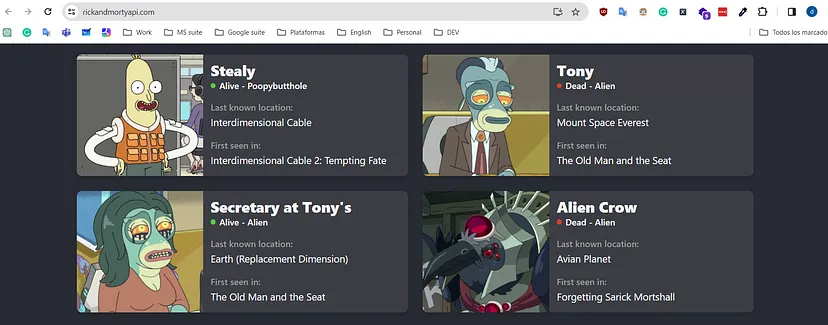 rickandmortyapi.com
9
d
Work
MS suite
Google suite
Plataformas
English
Personal
DEV
Todos los marcado
Stealy
Alive - Poopybutthole
Last known location:
Interdimensional Cable
First seen in:
Interdimensional Cable 2: Tempting Fate
Tony
Dead - Alien
Last known location:
Mount Space Everest
First seen in:
The Old Man and the Seat
Secretary at Tony's
Alive - Alien
Last known location:
Earth (Replacement Dimension)
First seen in:
The Old Man and the Seat
Alien Crow
Dead - Alien
Last known location:
Avian Planet
First seen in:
Forgetting Sarick Mortshall